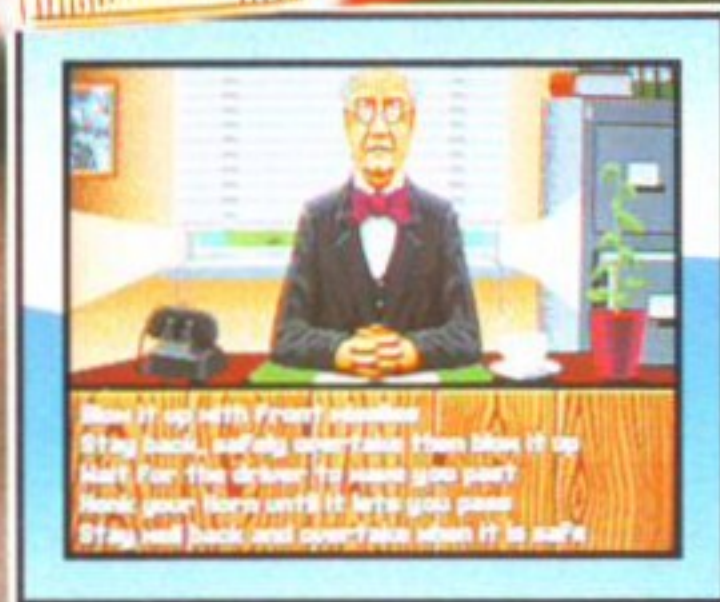 Blow it up with front missiles
Stay back, safely overtake then blow it up
Wait for the driver to wave you past
Honk your horn until it lets you pass
Stay well back and overtake when it is safe